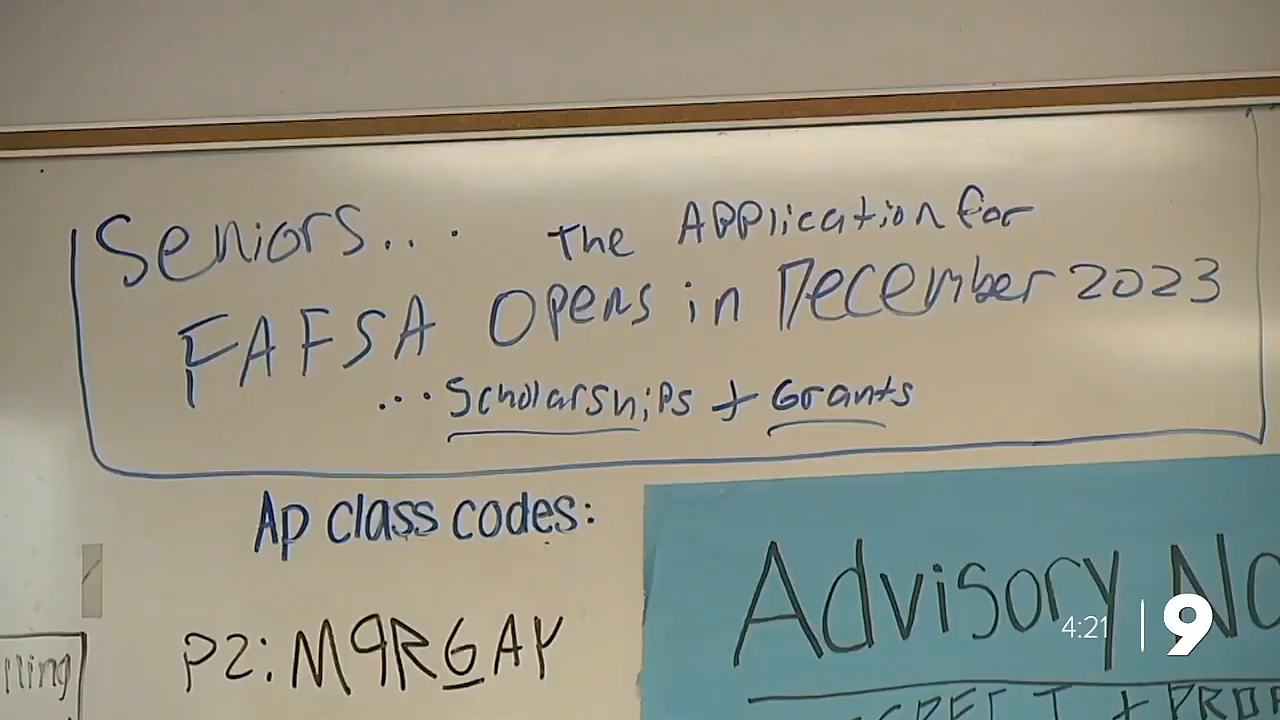 Seniors... The Application for
FAFSA Opens in December 2023
...Scholarships + Grants
Ap class codes:
P2: M9RGAY
Advisory No
4:21 | 9